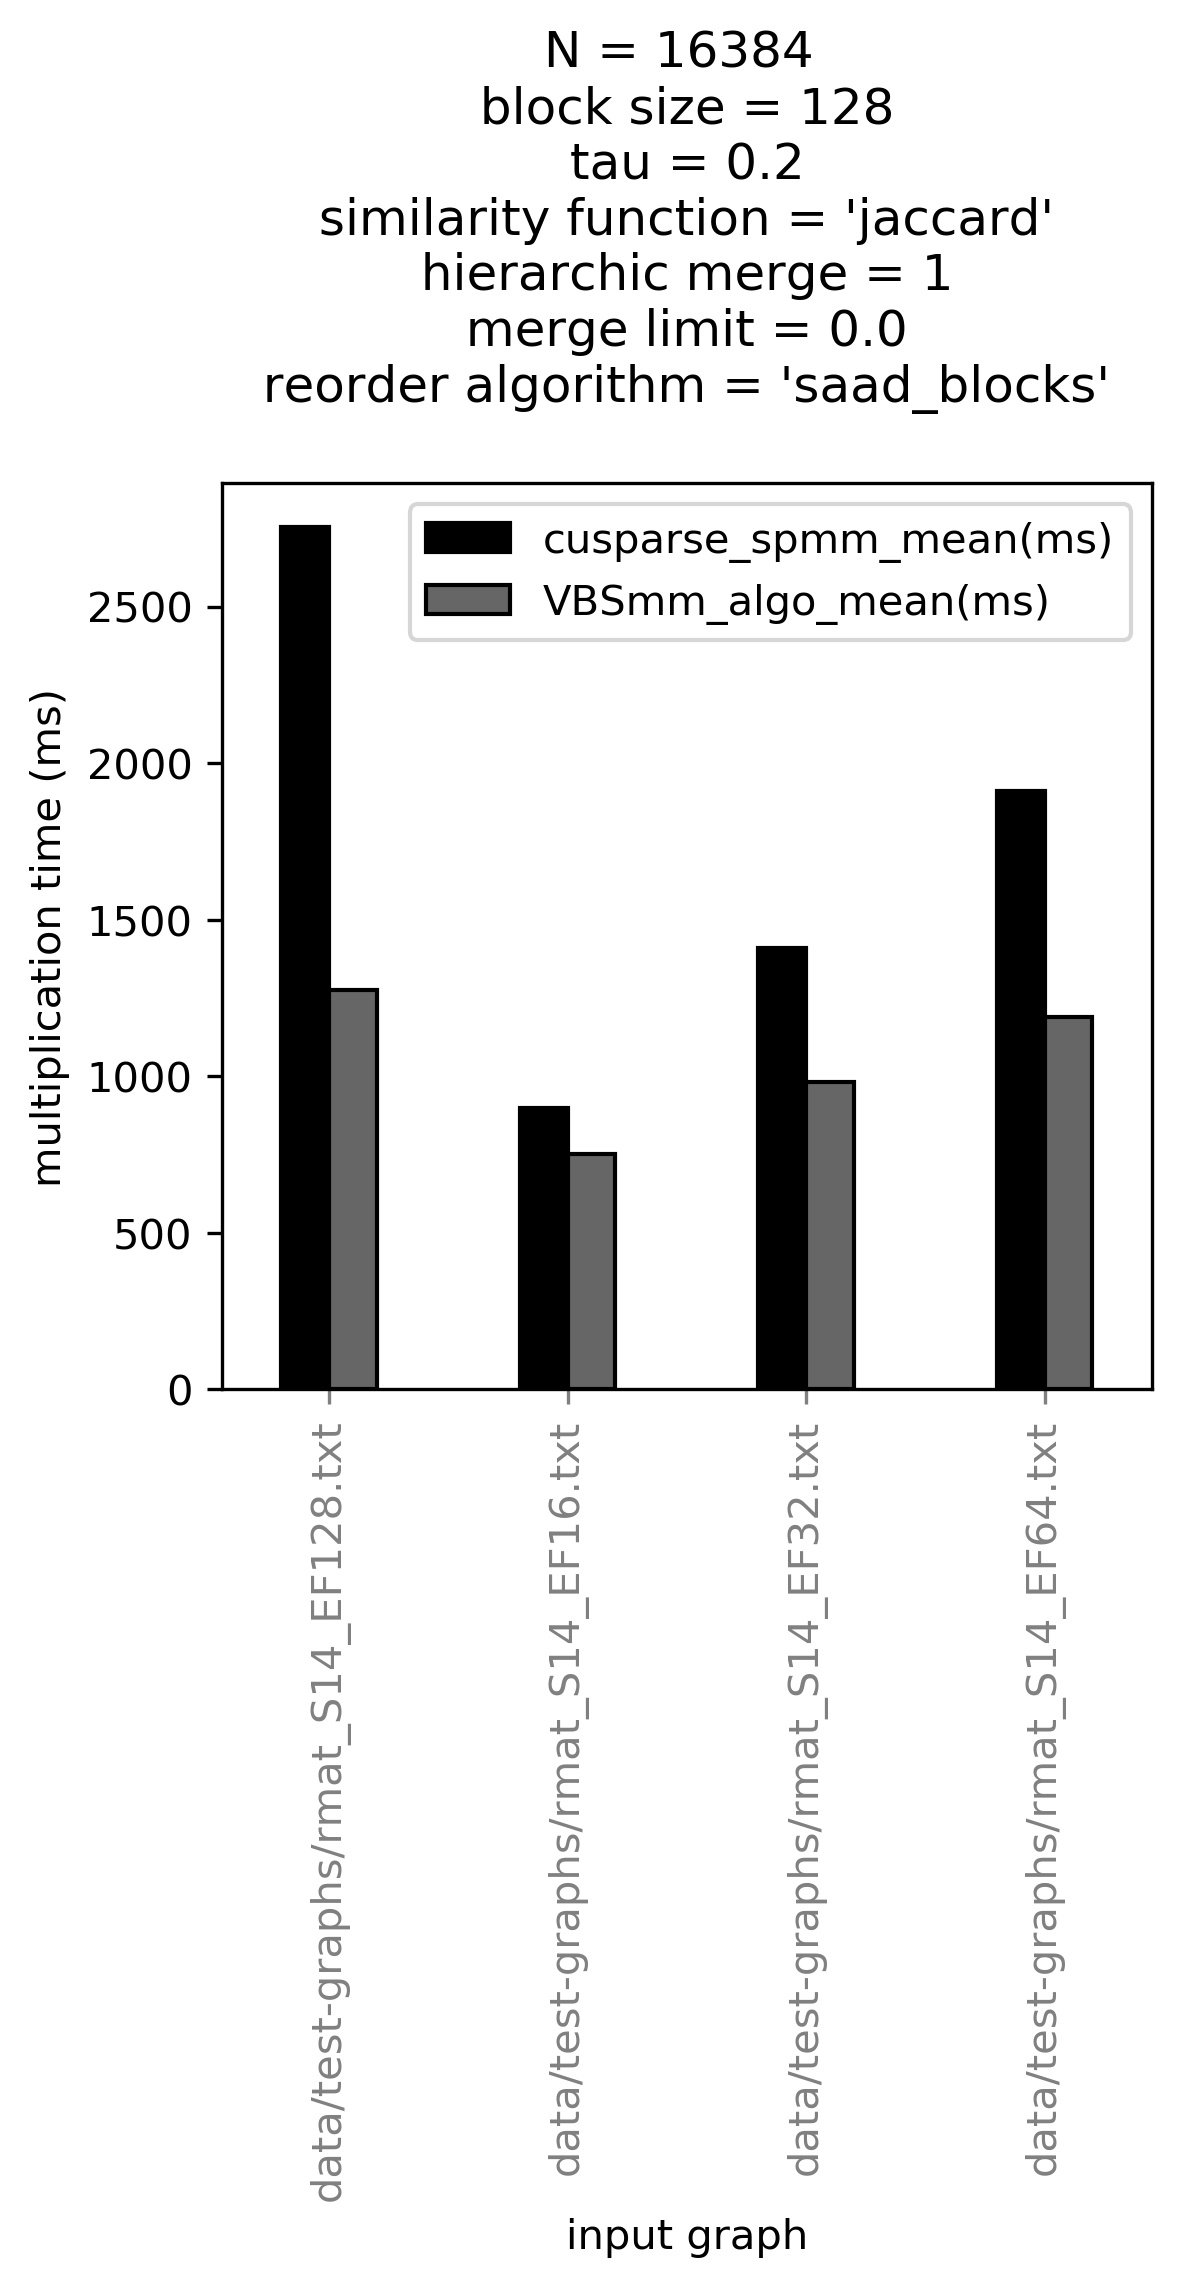 N = 16384
block size = 128
tau = 0.2
similarity function = 'jaccard'
hierarchic merge = 1
merge limit = 0.0
reorder algorithm = 'saad_blocks'
cusparse_spmm_mean(ms)
VBSmm_algo_mean(ms)
multiplication time (ms)
2500
2000
1500
1000
500
0
data/test-graphs/rmat_S14_EF128.txt
data/test-graphs/rmat_S14_EF16.txt
data/test-graphs/rmat_S14_EF32.txt
data/test-graphs/rmat_S14_EF64.txt
input graph